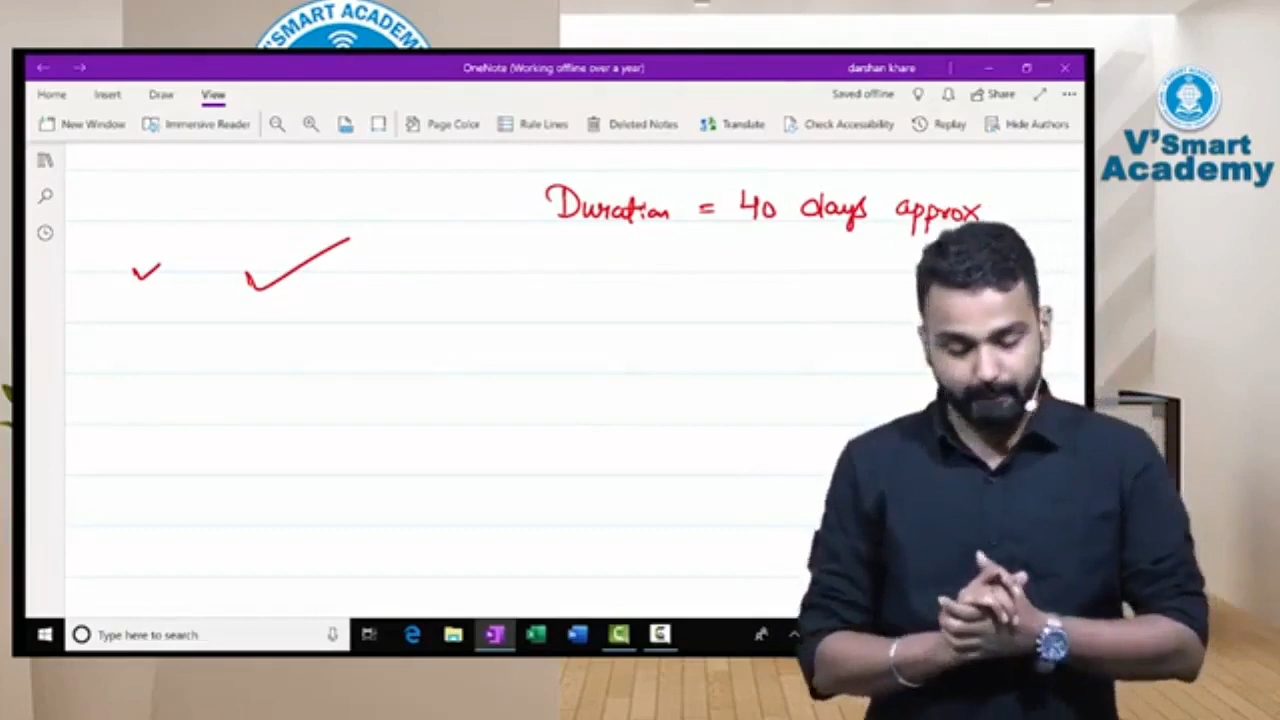 V'SMART ACADEMY
OneNote (Working offline over a year)
darshan khare
Home Insert Draw View
Saved offline Share
New Window Immersive Reader Page Color Rule Lines Deleted Notes Translate Check Accessibility Replay Hide Authors
V'Smart
Academy
Duration = 40 days approx
Type here to search